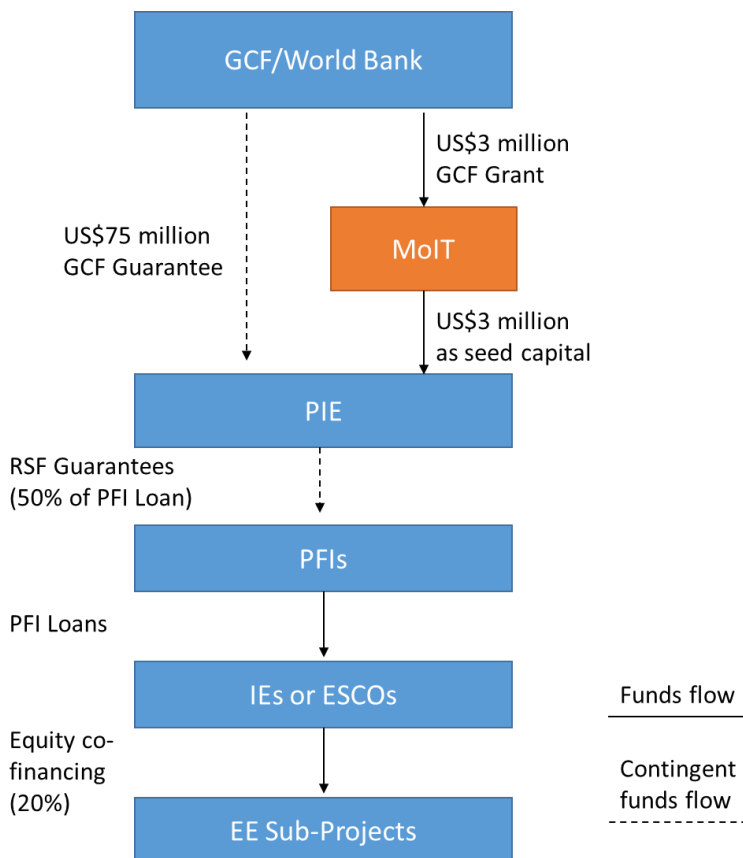 GCF/World Bank
US$3 million
GCF Grant
US$75 million
GCF Guarantee
MoIT
US$3 million
as seed capital
PIE
RSF Guarantees
(50% of PFI Loan)
PFIs
PFI Loans
IEs or ESCOs
Funds flow
Equity co-
financing
(20%)
Contingent
funds flow
EE Sub-Projects